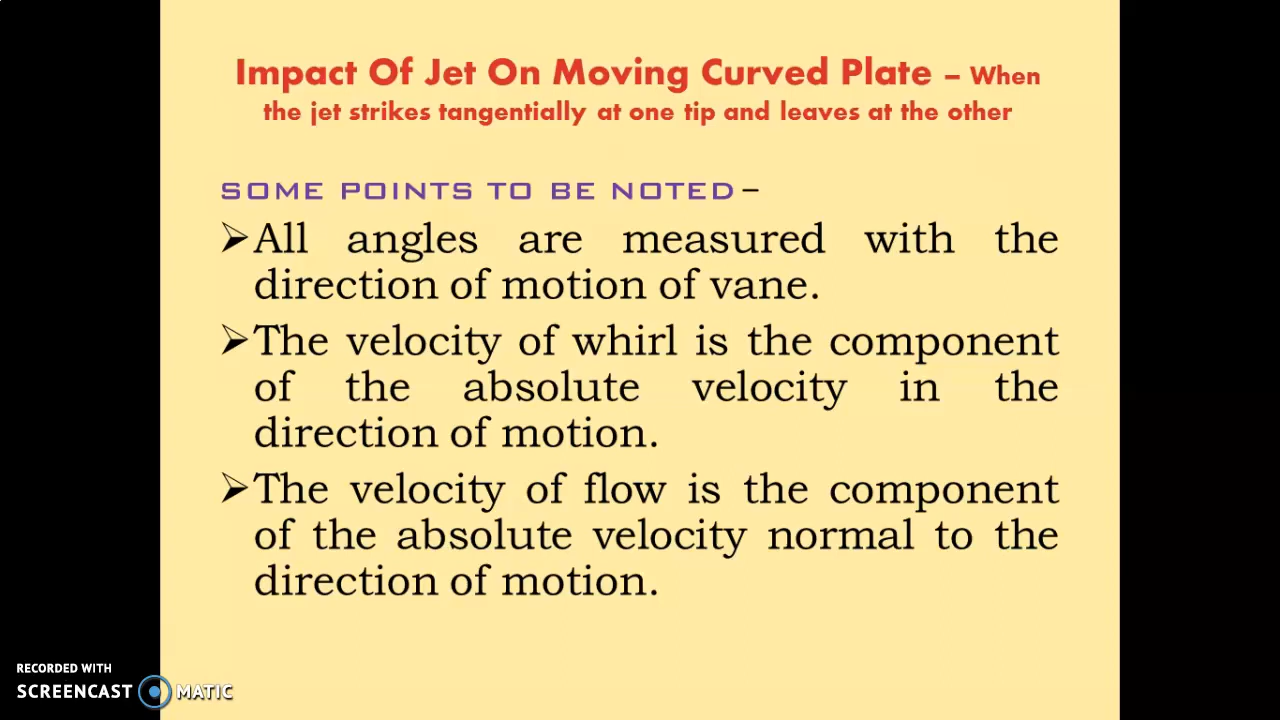 Impact Of Jet On Moving Curved Plate – When
the jet strikes tangentially at one tip and leaves at the other
SOME POINTS TO BE NOTED –
➢All angles are measured with the
direction of motion of vane.
➢The velocity of whirl is the component
of the absolute velocity in the
direction of motion.
➢The velocity of flow is the component
of the absolute velocity normal to the
direction of motion.
RECORDED WITH
SCREENCAST MATIC